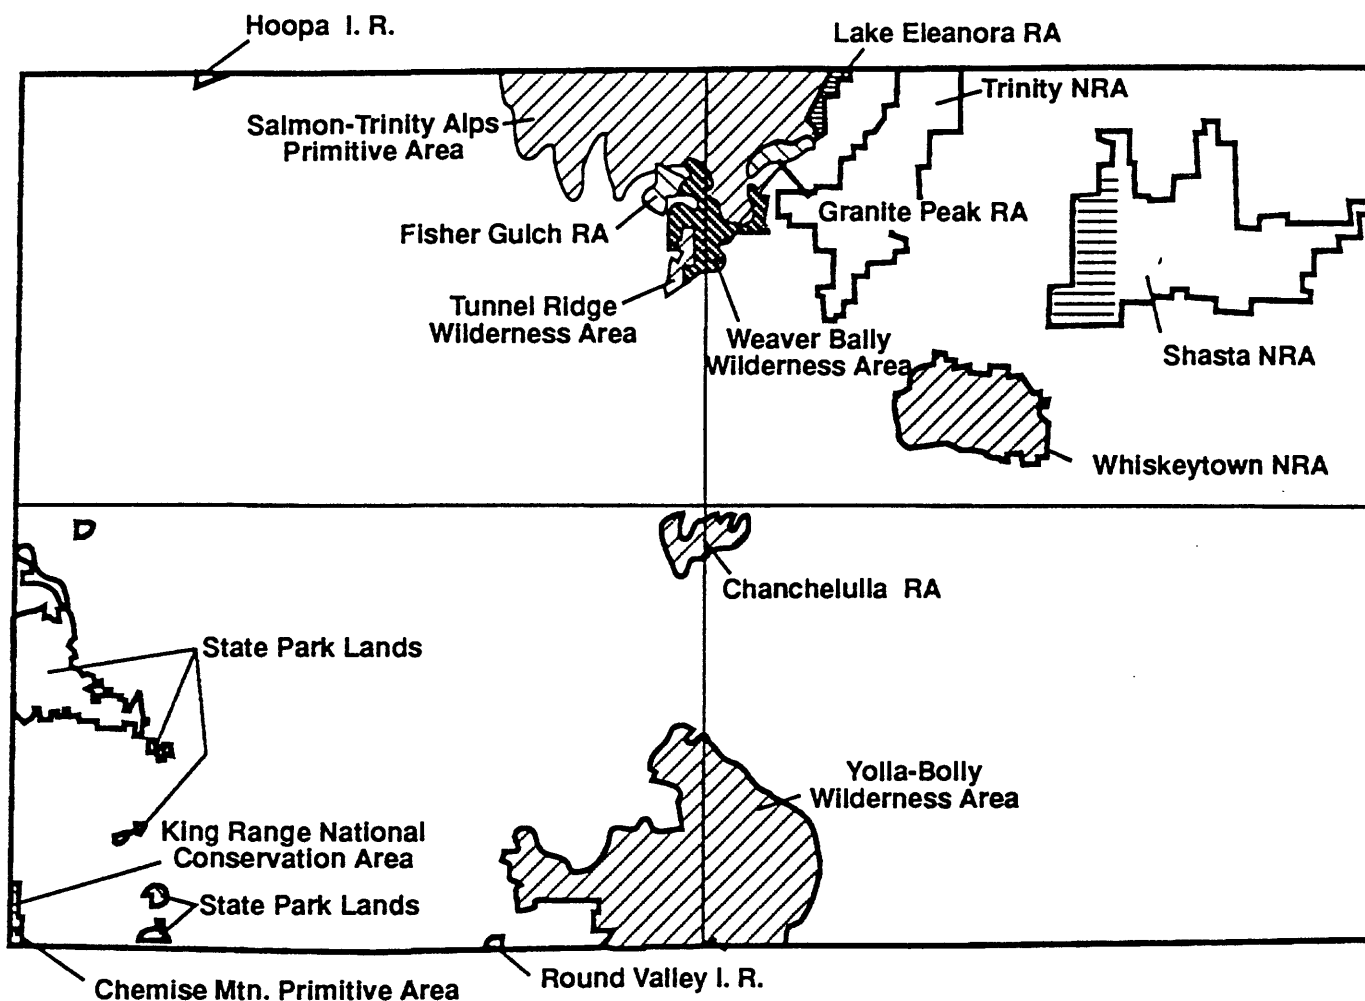 Hoopa I. R.
Lake Eleanora RA
Trinity NRA
Salmon-Trinity Alps
Primitive Area
Granite Peak RA
Fisher Gulch RA
Tunnel Ridge
Wilderness Area
Weaver Bally
Wilderness Area
Shasta NRA
Whiskeytown NRA
Chanchelulla RA
State Park Lands
Yolla-Bolly
Wilderness Area
King Range National
Conservation Area
State Park Lands
Round Valley I. R.
Chemise Mtn. Primitive Area